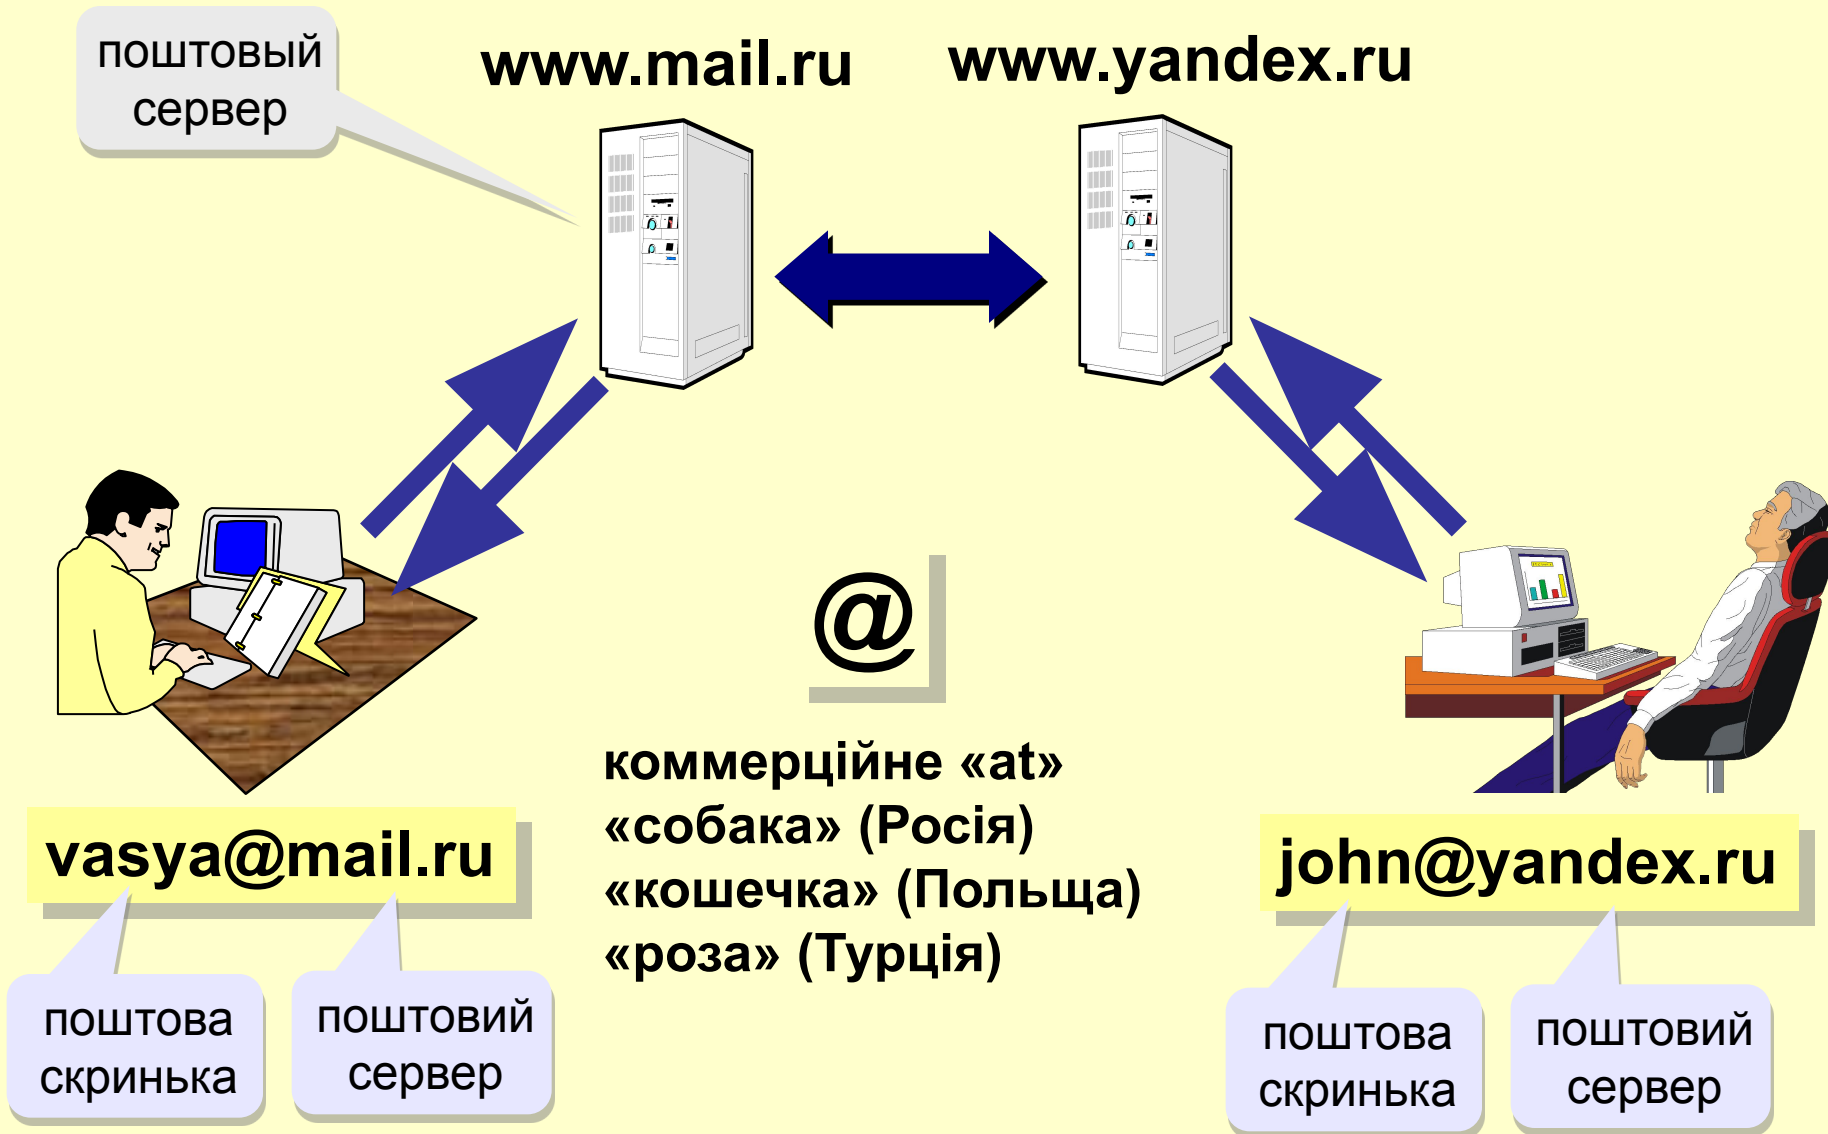 поштовый
сервер
www.mail.ru
www.yandex.ru
@
коммерційне «at»
«собака» (Росія)
«кошечка» (Польща)
«роза» (Турція)
vasya@mail.ru
поштова
скринька
поштовий
сервер
john@yandex.ru
поштова
скринька
поштовий
сервер